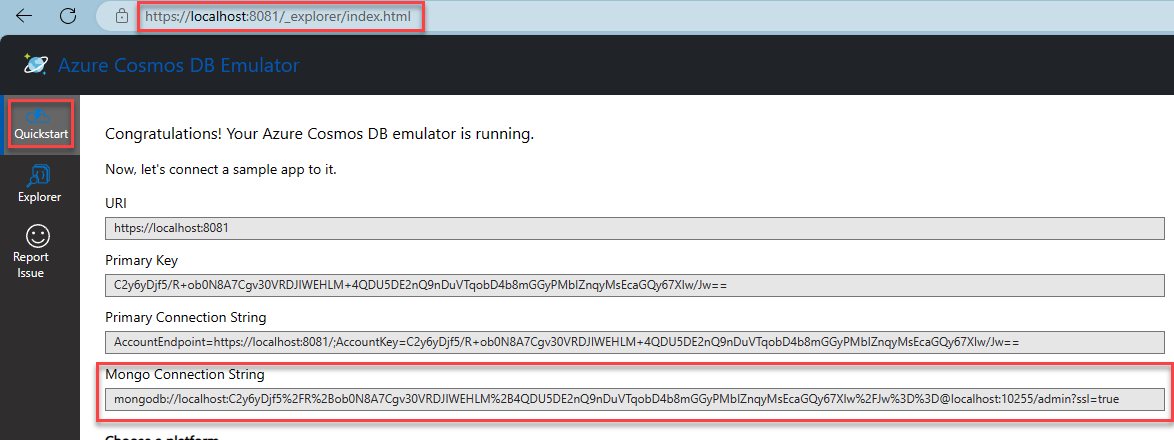 https://localhost:8081/_explorer/index.html
Azure Cosmos DB Emulator
Quickstart
Explorer
Report
Issue
Congratulations! Your Azure Cosmos DB emulator is running.
Now, let's connect a sample app to it.
URI
https://localhost:8081
Primary Key
C2y6yDjf5/R+ob0N8A7Cgv30VRDJIWEHLM+4QDU5DE2nQ9nDuVTqobD4b8mGGyPMbIZnqyMsEcaGQy67XIw/Jw==
Primary Connection String
AccountEndpoint=https://localhost:8081/;AccountKey=C2y6yDjf5/R+ob0N8A7Cgv30VRDJIWEHLM+4QDU5DE2nQ9nDuVTqobD4b8mGGyPMbIZnqyMsEcaGQy67XIw/Jw==
Mongo Connection String
mongodb://localhost:C2y6yDjf5%2FR%2Bob0N8A7Cgv30VRDJIWEHLM%2B4QDU5DE2nQ9nDuVTqobD4b8mGGyPMbIZnqyMsEcaGQy67XIw%2FJw%3D%3D@localhost:10255/admin?ssl=true
Choose a platform